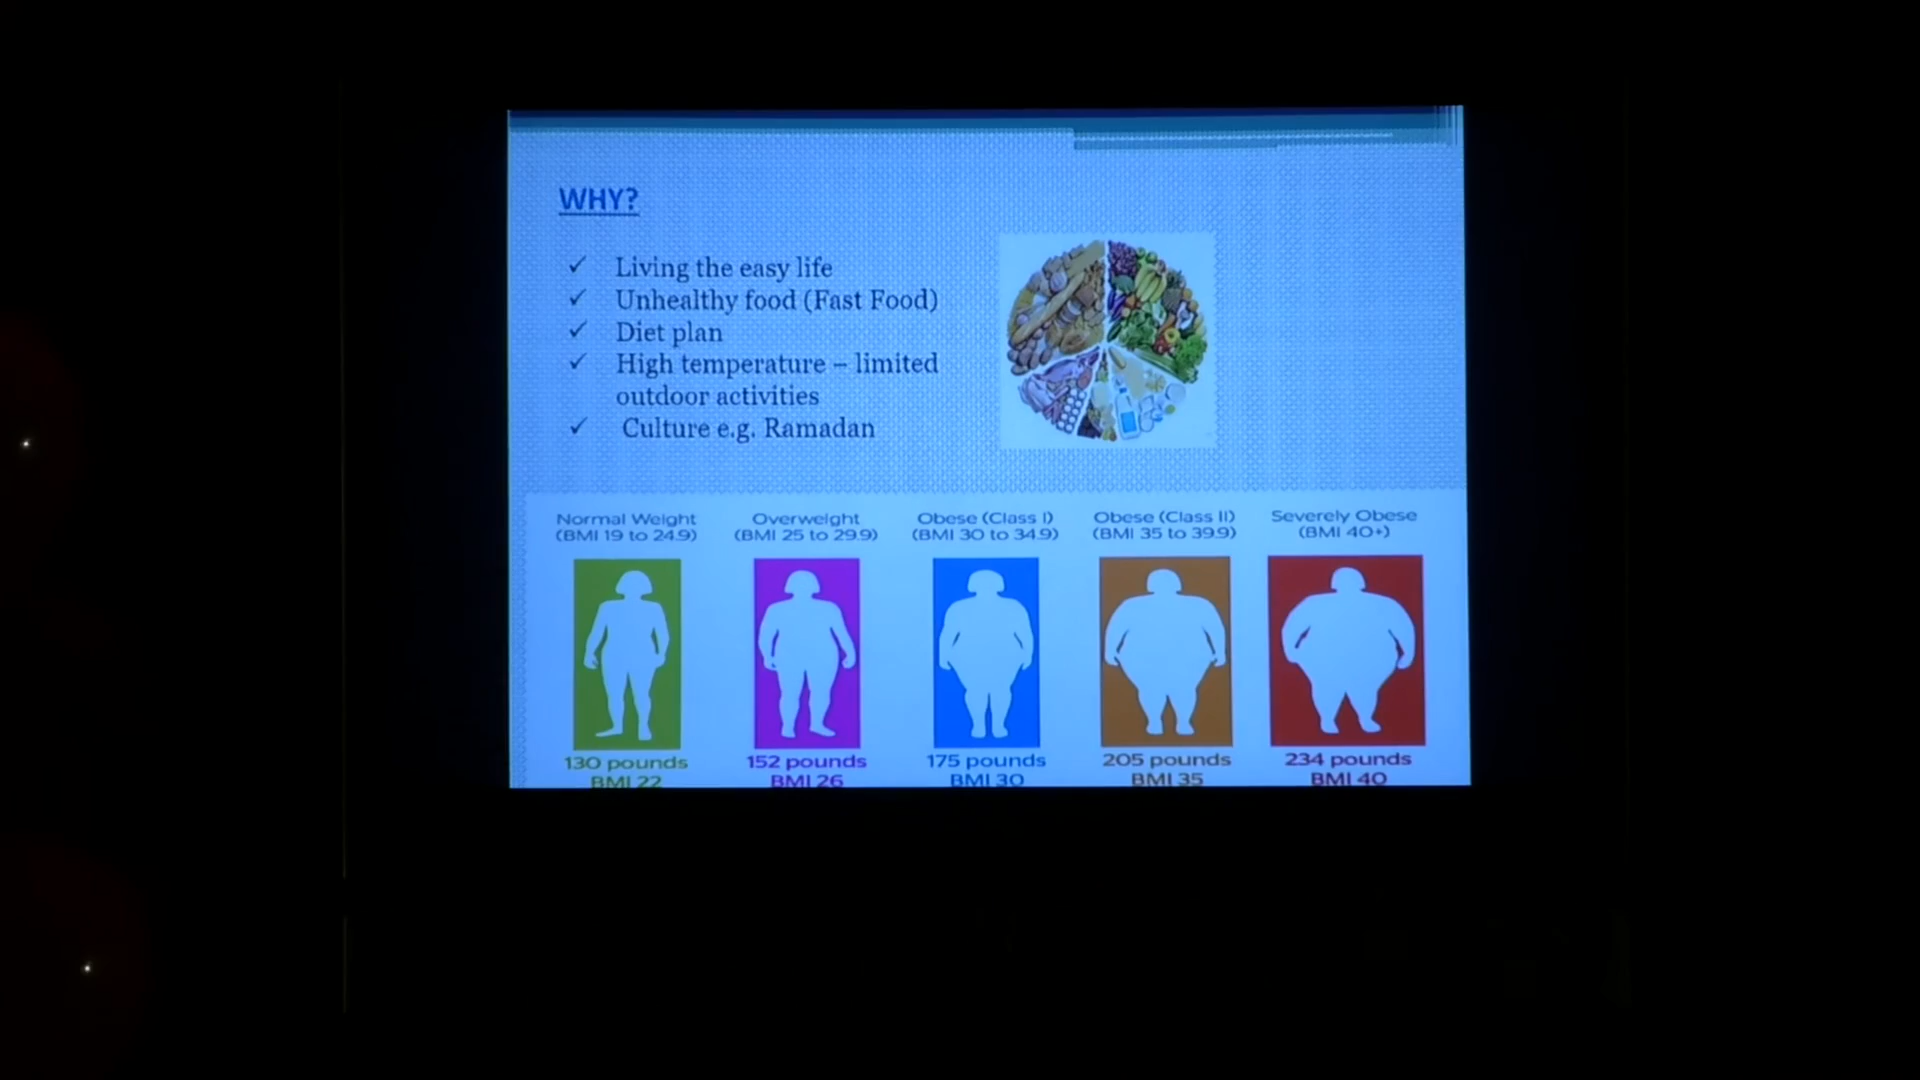 WHY?
✓ Living the easy life
✓ Unhealthy food (Fast Food)
✓ Diet plan
✓ High temperature – limited
outdoor activities
✓ Culture e.g. Ramadan
Normal Weight
(BMI 19 to 24.9)
Overweight
(BMI 25 to 29.9)
Obese (Class I)
(BMI 30 to 34.9)
Obese (Class II)
(BMI 35 to 39.9)
Severely Obese
(BMI 40+)
130 pounds
BMI 22
152 pounds
BMI 26
175 pounds
BMI 30
205 pounds
BMI 35
234 pounds
BMI 40